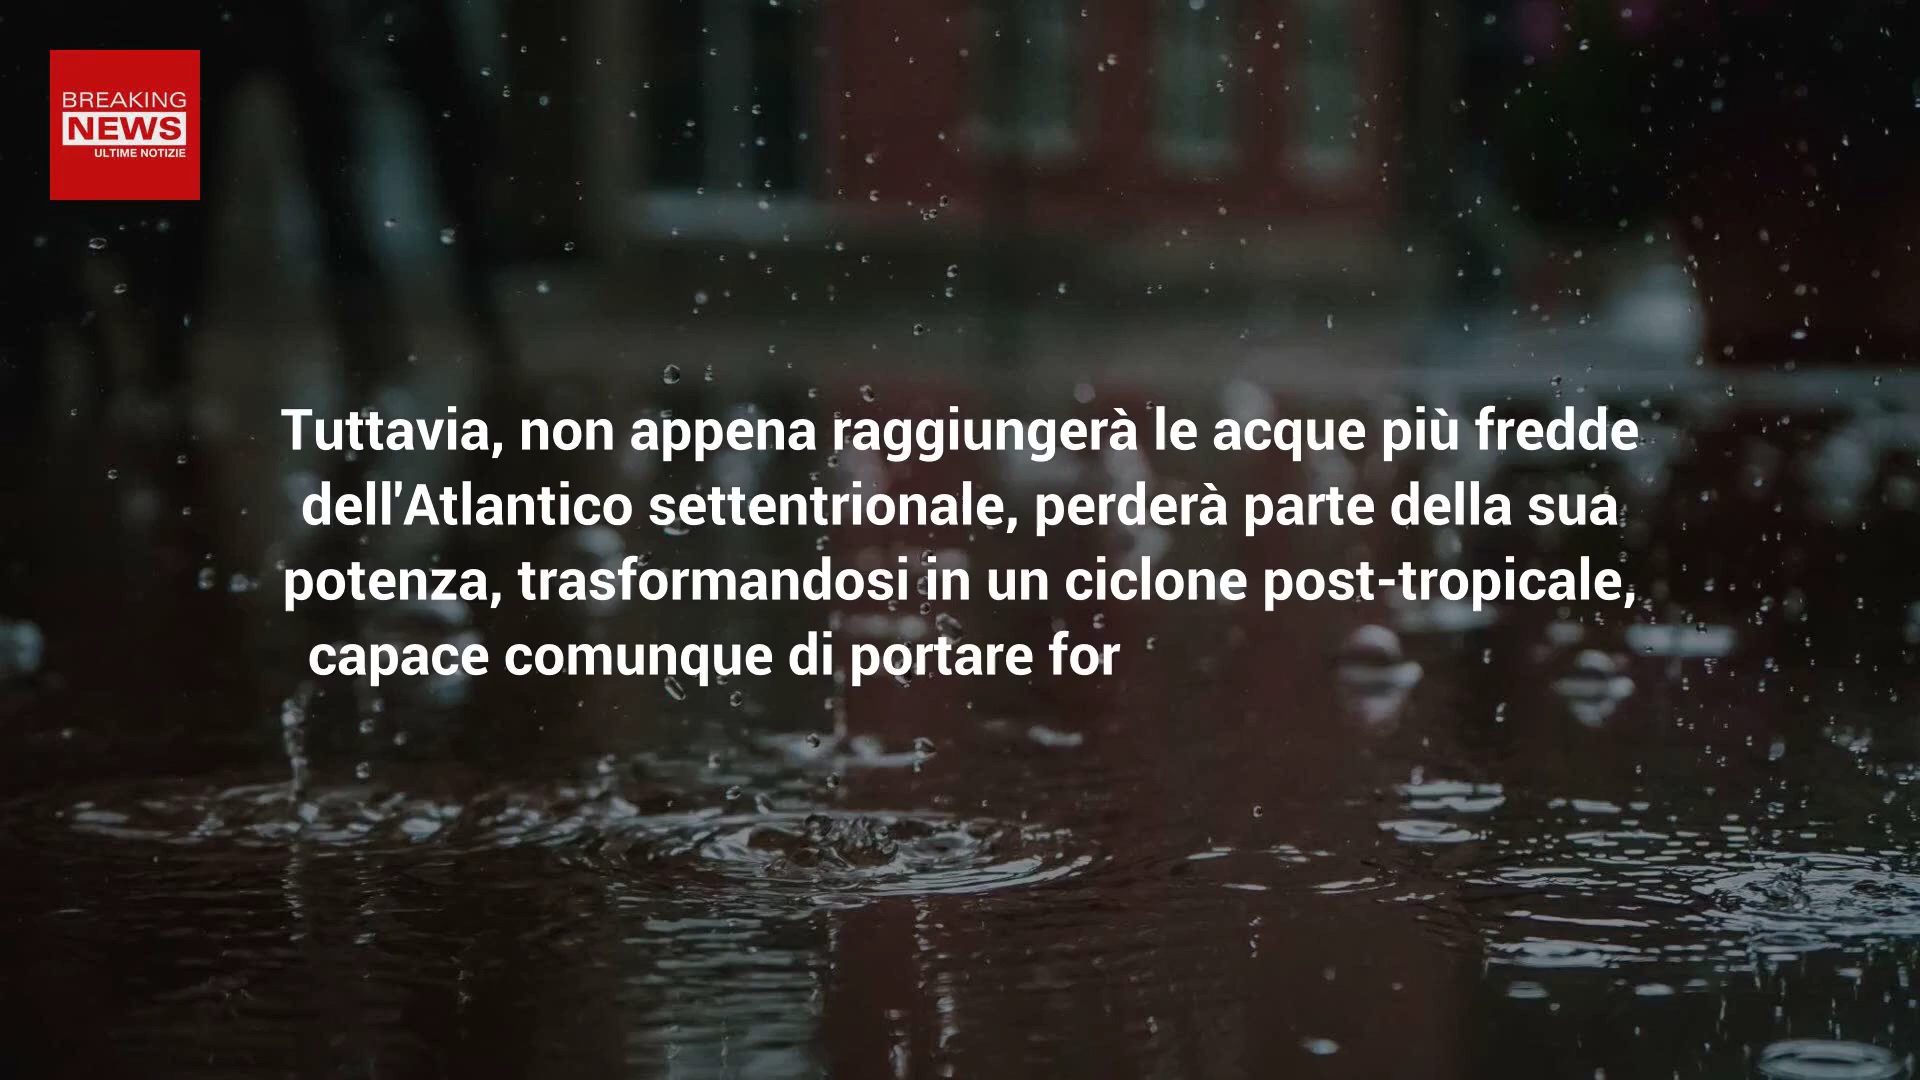 BREAKING
NEWS
ULTIME NOTIZIE
Tuttavia, non appena raggiungerà le acque più fredde
dell'Atlantico settentrionale, perderà parte della sua
potenza, trasformandosi in un ciclone post-tropicale,
capace comunque di portare for